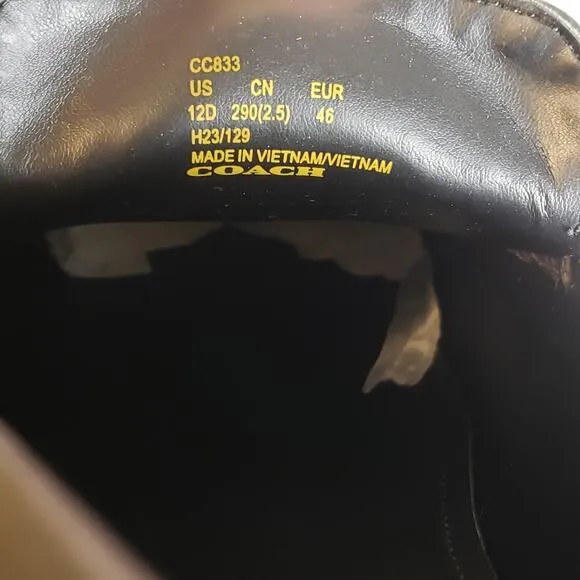 CC833
US CN EUR
12D 290(2.5) 46
H23/129
MADE IN VIETNAM/VIETNAM
COACH